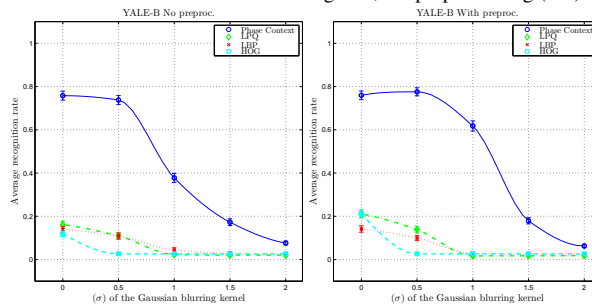 YALE-B No preproc.
Average recognition rate
1
0.8
0.6
0.4
0.2
0
Phase Context
LPQ
LBP
HOG
0 0.5 1 1.5 2
(σ) of the Gaussian blurring kernel
YALE-B With preproc.
Average recognition rate
1
0.8
0.6
0.4
0.2
0
Phase Context
LPQ
LBP
HOG
0 0.5 1 1.5 2
(σ) of the Gaussian blurring kernel